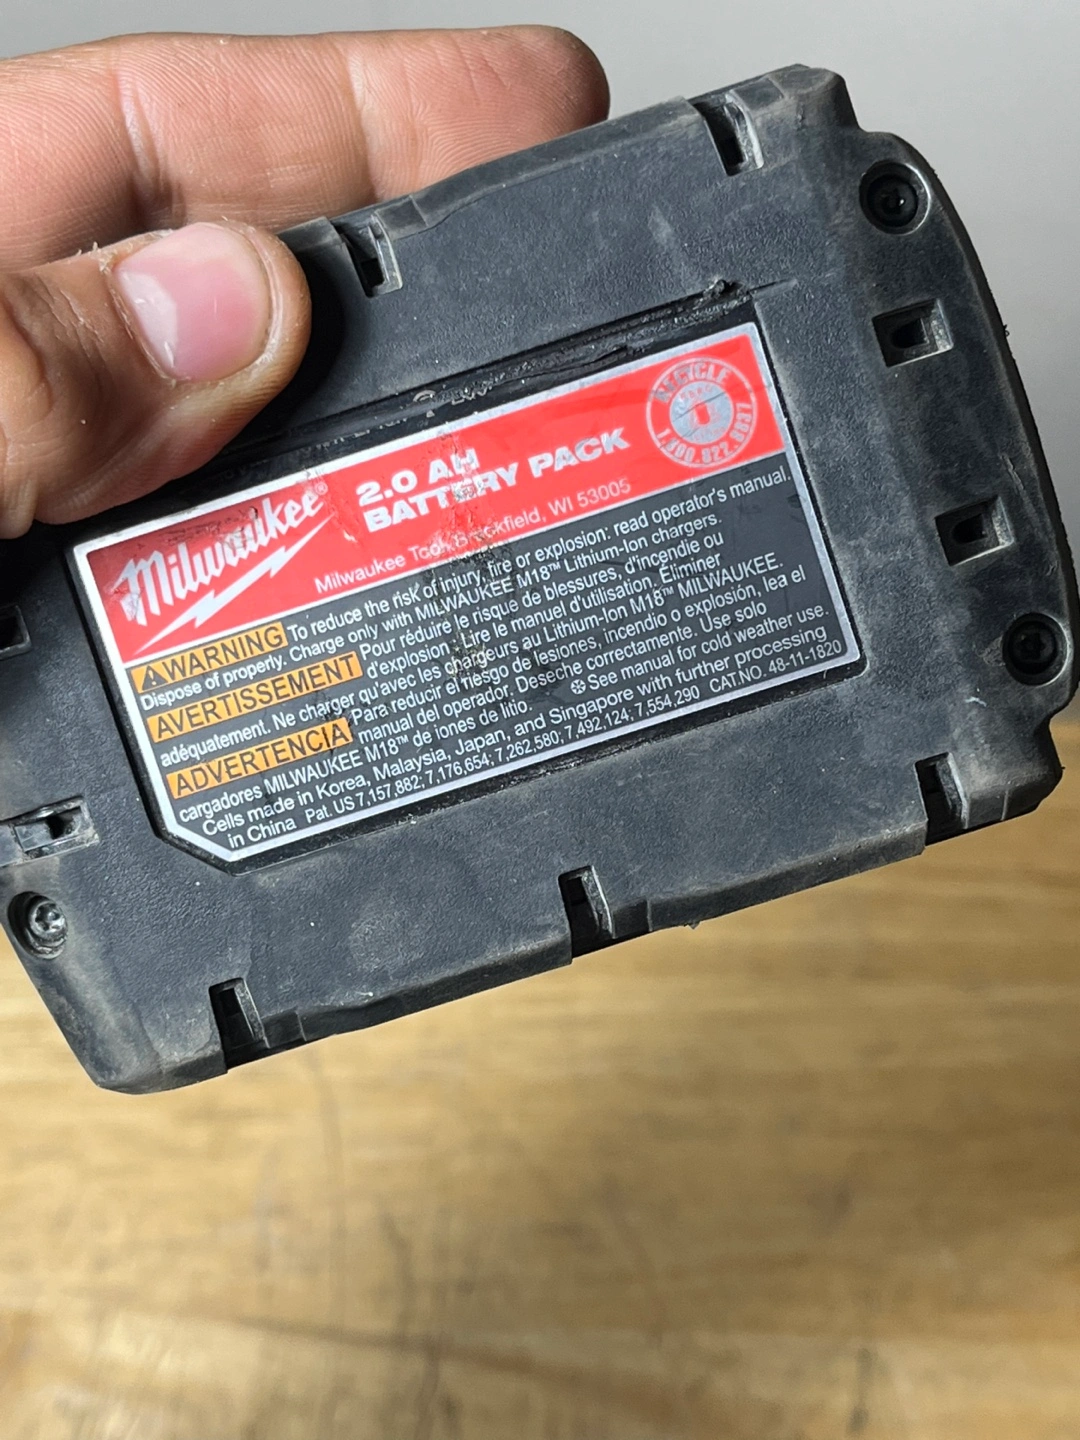 Milwaukee®
2.0 AH
BATTERY PACK
RECYCLE
1.800.822.8837
Milwaukee Tool, Brookfield, WI 53005
⚠WARNING To reduce the risk of injury, fire or explosion: read operator's manual.
Dispose of properly. Charge only with MILWAUKEE M18™ Lithium-Ion chargers.
AVERTISSEMENT Pour réduire le risque de blessures, d'incendie ou
d'explosion. Lire le manuel d'utilisation. Éliminer
adéquatement. Ne charger qu'avec les chargeurs au Lithium-Ion M18™ MILWAUKEE.
ADVERTENCIA Para reducir el riesgo de lesiones, incendio o explosión, lea el
manual del operador. Deseche correctamente. Use solo
cargadores MILWAUKEE M18™ de iones de litio.
See manual for cold weather use.
Cells made in Korea, Malaysia, Japan, and Singapore with further processing
in China Pat. US 7,157,882; 7,176,654; 7,262,580; 7,492,124; 7,554,290 CAT.NO. 48-11-1820